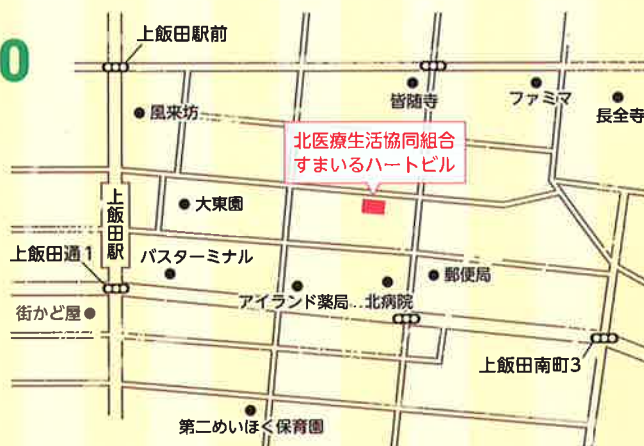 0
上飯田駅前
風来坊
皆随寺
ファミマ
長全寺
北医療生活協同組合
すまいるハートビル
大東園
上飯田駅
上飯田通1
バスターミナル
アイランド薬局
北病院
郵便局
街かど屋
上飯田南町3
第二めいほく保育園